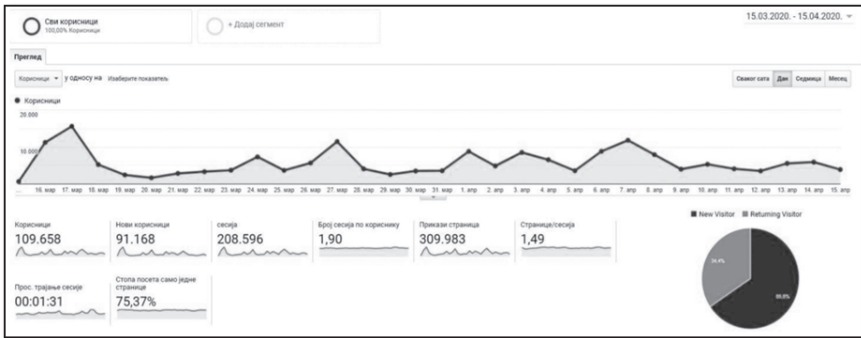 Сви корисници
100,00% Корисници
+ Додај сегмент
15.03.2020. - 15.04.2020.
Преглед
Корисници у односу на Изаберите показатељ
Сваког сата Дан Седмица Месец
Корисници
20.000
10.000
... 16. мар 17. мар 18. мар 19. мар 20. мар 21. мар 22. мар 23. мар 24. мар 25. мар 26. мар 27. мар 28. мар 29. мар 30. мар 31. мар 1. апр 2. апр 3. апр 4. апр 5. апр 6. апр 7. апр 8. апр 9. апр 10. апр 11. апр 12. апр 13. апр 14. апр 15. апр
New Visitor Returning Visitor
Корисници Нови корисници сесија Број сесија по кориснику Прикази страница Странице/сесија
109.658 91.168 208.596 1,90 309.983 1,49
Прос. трајање сесије Стопа посета само једне странице
00:01:31 75,37%